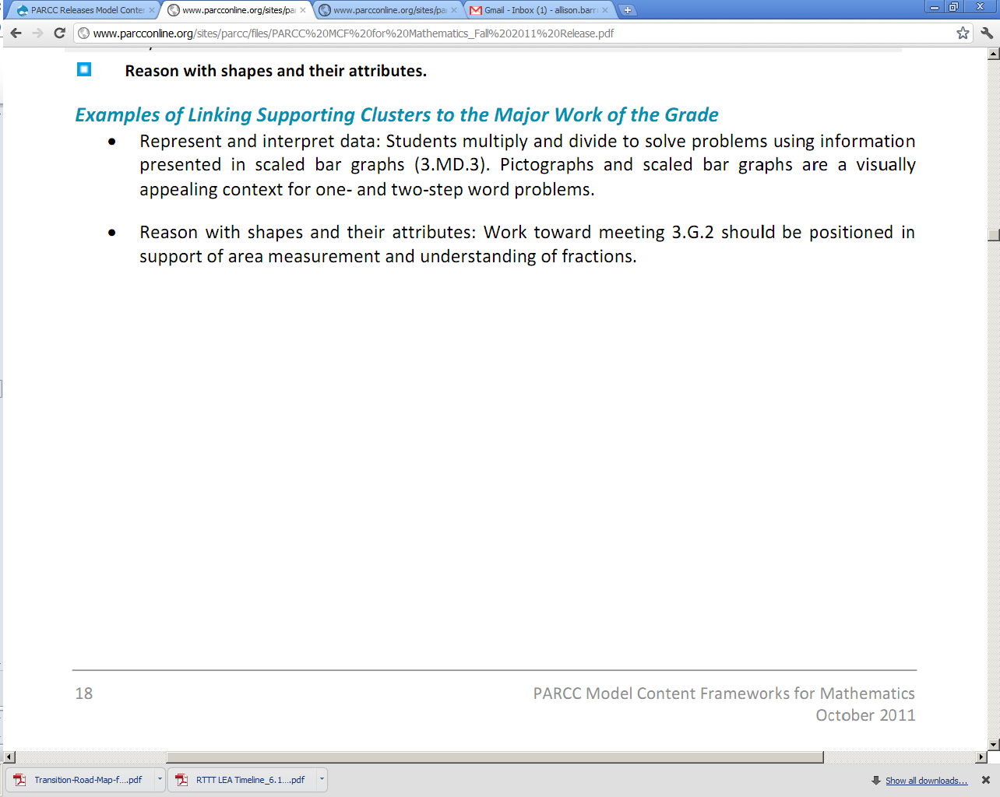 PARCC Releases Model Conte
www.parcconline.org/sites/pa
www.parcconline.org/sites/pa
Gmail - Inbox (1) - allison.barr
www.parcconline.org/sites/parcc/files/PARCC%20MCF%20for%20Mathematics_Fall%202011%20Release.pdf
Reason with shapes and their attributes.
Examples of Linking Supporting Clusters to the Major Work of the Grade
• Represent and interpret data: Students multiply and divide to solve problems using information
presented in scaled bar graphs (3.MD.3). Pictographs and scaled bar graphs are a visually
appealing context for one- and two-step word problems.
• Reason with shapes and their attributes: Work toward meeting 3.G.2 should be positioned in
support of area measurement and understanding of fractions.
18
PARCC Model Content Frameworks for Mathematics
October 2011
Transition-Road-Map-f....pdf
RTTT LEA Timeline_6.1....pdf
Show all downloads...